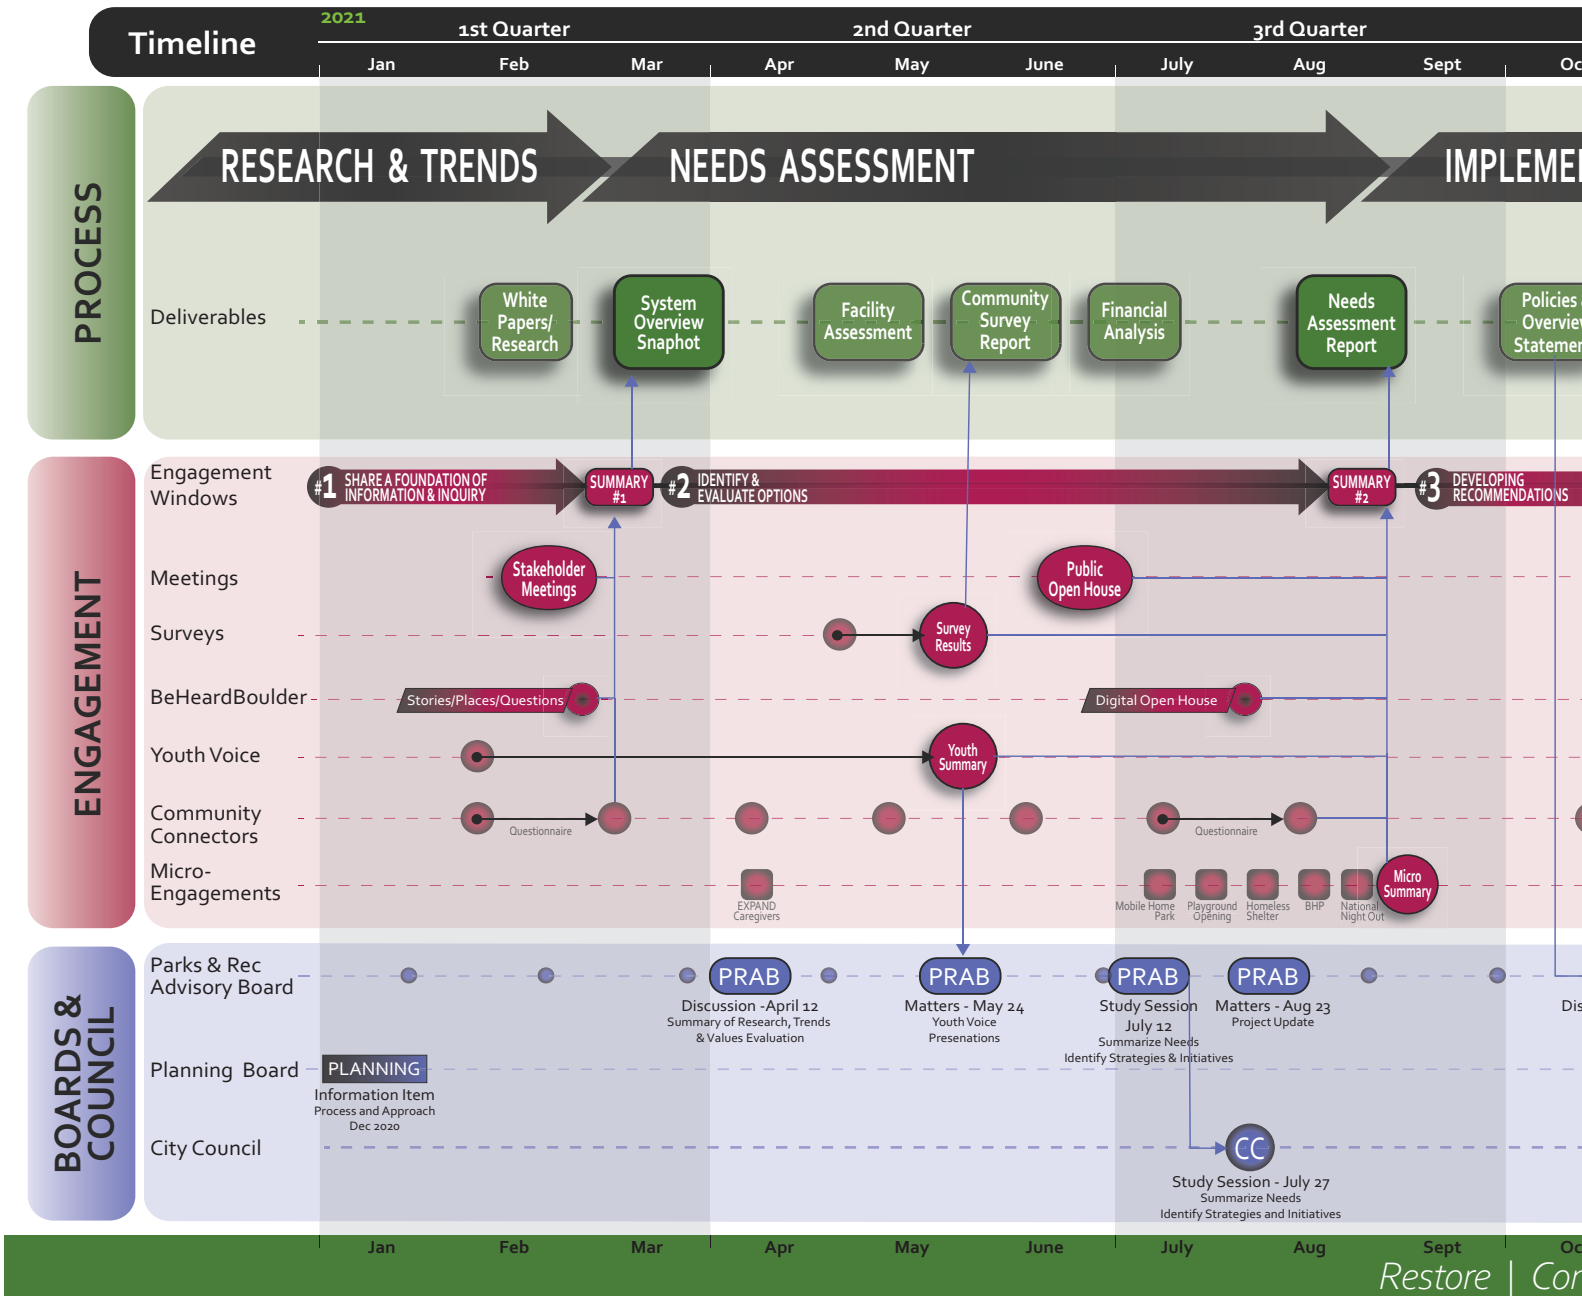 2021
Timeline
1st Quarter
2nd Quarter
3rd Quarter
Jan
Feb
Mar
Apr
May
June
July
Aug
Sept
Oc
PROCESS
RESEARCH & TRENDS
NEEDS ASSESSMENT
IMPLEME
Deliverables
White
Papers/
Research
System
Overview
Snaphot
Facility
Assessment
Community
Survey
Report
Financial
Analysis
Needs
Assessment
Report
Policies
Overview
Statemen
ENGAGEMENT
Engagement
Windows
#1
SHARE A FOUNDATION OF
INFORMATION & INQUIRY
SUMMARY
#1
#2
IDENTIFY &
EVALUATE OPTIONS
SUMMARY
#2
#3
DEVELOPING
RECOMMENDATIONS
Meetings
Stakeholder
Meetings
Public
Open House
Surveys
Survey
Results
BeHeardBoulder
Stories/Places/Questions
Digital Open House
Youth Voice
Youth
Summary
Community
Connectors
Questionnaire
Questionnaire
Micro-
Engagements
EXPAND
Caregivers
Mobile Home
Park
Playground
Opening
Homeless
Shelter
BHP
National
Night Out
Micro
Summary
BOARDS &
COUNCIL
Parks & Rec
Advisory Board
PRAB
Discussion -April 12
Summary of Research, Trends
& Values Evaluation
PRAB
Matters - May 24
Youth Voice
Presenations
PRAB
Study Session
July 12
Summarize Needs
Identify Strategies & Initiatives
PRAB
Matters - Aug 23
Project Update
Dis
Planning Board
PLANNING
Information Item
Process and Approach
Dec 2020
City Council
CC
Study Session - July 27
Summarize Needs
Identify Strategies and Initiatives
Jan
Feb
Mar
Apr
May
June
July
Aug
Sept
Oc
Restore | Con